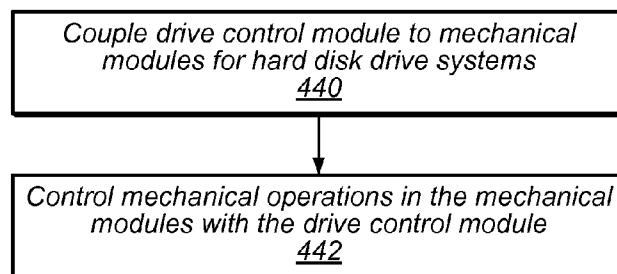 Couple drive control module to mechanical
modules for hard disk drive systems
440
Control mechanical operations in the mechanical
modules with the drive control module
442